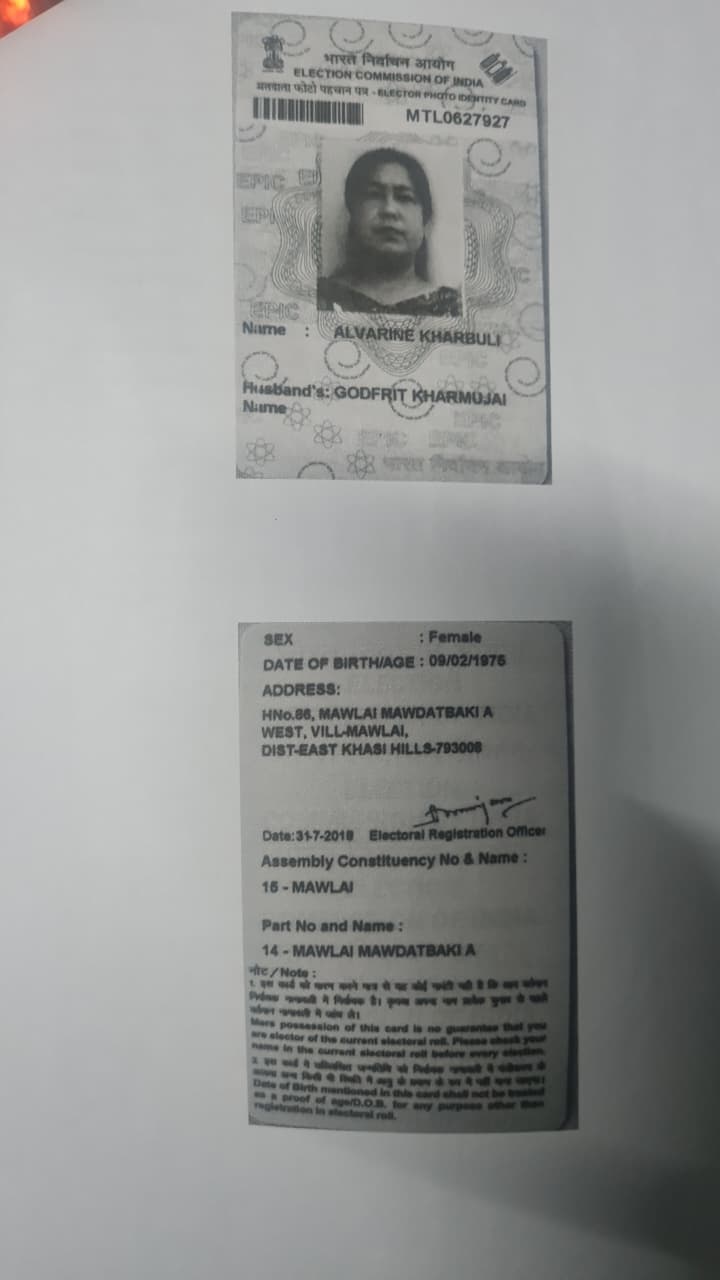 भारत निर्वाचन आयोग
ELECTION COMMISSION OF INDIA
मतदाता फोटो पहचान पत्र - ELECTOR PHOTO IDENTITY CARD
MTL0627927
EPIC
EPIC
EPIC
Name : ALVARINE KHARBULI
Husband's: GODFRIT KHARMUJAI
Name
EPIC
EPIC EPIC
भारत निर्वाचन आयोग
SEX : Female
DATE OF BIRTH/AGE : 09/02/1975
ADDRESS:
HNo.86, MAWLAI MAWDATBAKI A
WEST, VILL-MAWLAI,
DIST-EAST KHASI HILLS-793008
Date:31-7-2018 Electoral Registration Officer
Assembly Constituency No & Name :
15 - MAWLAI
Part No and Name :
14 - MAWLAI MAWDATBAKI A
नोट / Note :
Mere possession of this card is no guarantee that you
are elector of the current electoral roll. Please check your
name in the current electoral roll before every election.
Date of Birth mentioned in this card shall not be treated
as a proof of age/D.O.B. for any purpose other than
registration in electoral roll.